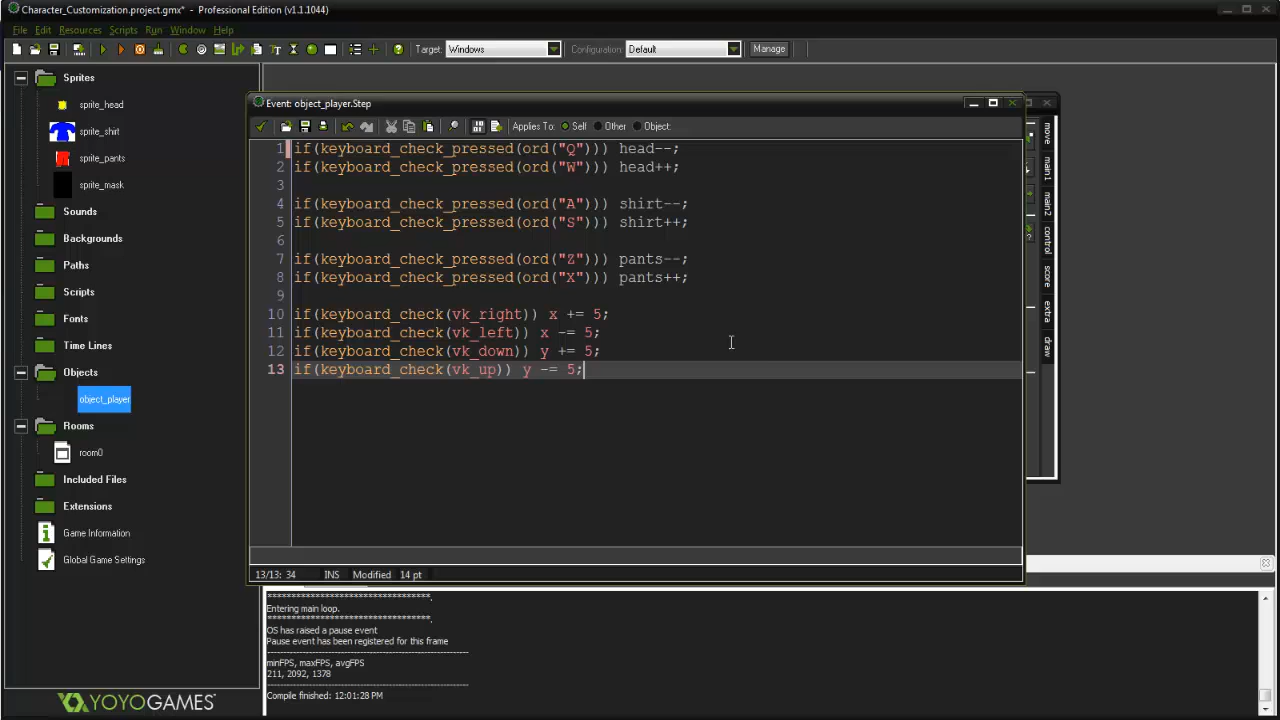 Character_Customization.project.gmx* - Professional Edition (v1.1.1044)
File Edit Resources Scripts Run Window Help
Target: Windows Configuration: Default Manage
Sprites
sprite_head
sprite_shirt
sprite_pants
sprite_mask
Sounds
Backgrounds
Paths
Scripts
Fonts
Time Lines
Objects
object_player
Rooms
room0
Included Files
Extensions
Game Information
Global Game Settings
YOYOGAMES
Event: object_player.Step
Applies To: Self Other Object:
1 if(keyboard_check_pressed(ord("Q"))) head--;
2 if(keyboard_check_pressed(ord("W"))) head++;
3
4 if(keyboard_check_pressed(ord("A"))) shirt--;
5 if(keyboard_check_pressed(ord("S"))) shirt++;
6
7 if(keyboard_check_pressed(ord("Z"))) pants--;
8 if(keyboard_check_pressed(ord("X"))) pants++;
9
10 if(keyboard_check(vk_right)) x += 5;
11 if(keyboard_check(vk_left)) x -= 5;
12 if(keyboard_check(vk_down)) y += 5;
13 if(keyboard_check(vk_up)) y -= 5;
13/13: 34 INS Modified 14 pt
move
main1
main2
control
score
extra
draw
***********************************.
Entering main loop.
***********************************.
OS has raised a pause event
Pause event has been registered for this frame
minFPS, maxFPS, avgFPS
211, 2092, 1378
Compile finished: 12:01:28 PM